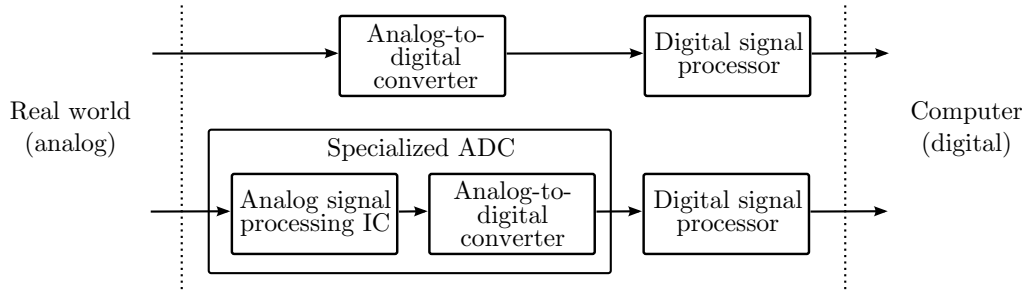 Analog-to-
digital
converter
Digital signal
processor
Real world
(analog)
Computer
(digital)
Specialized ADC
Analog signal
processing IC
Analog-to-
digital
converter
Digital signal
processor